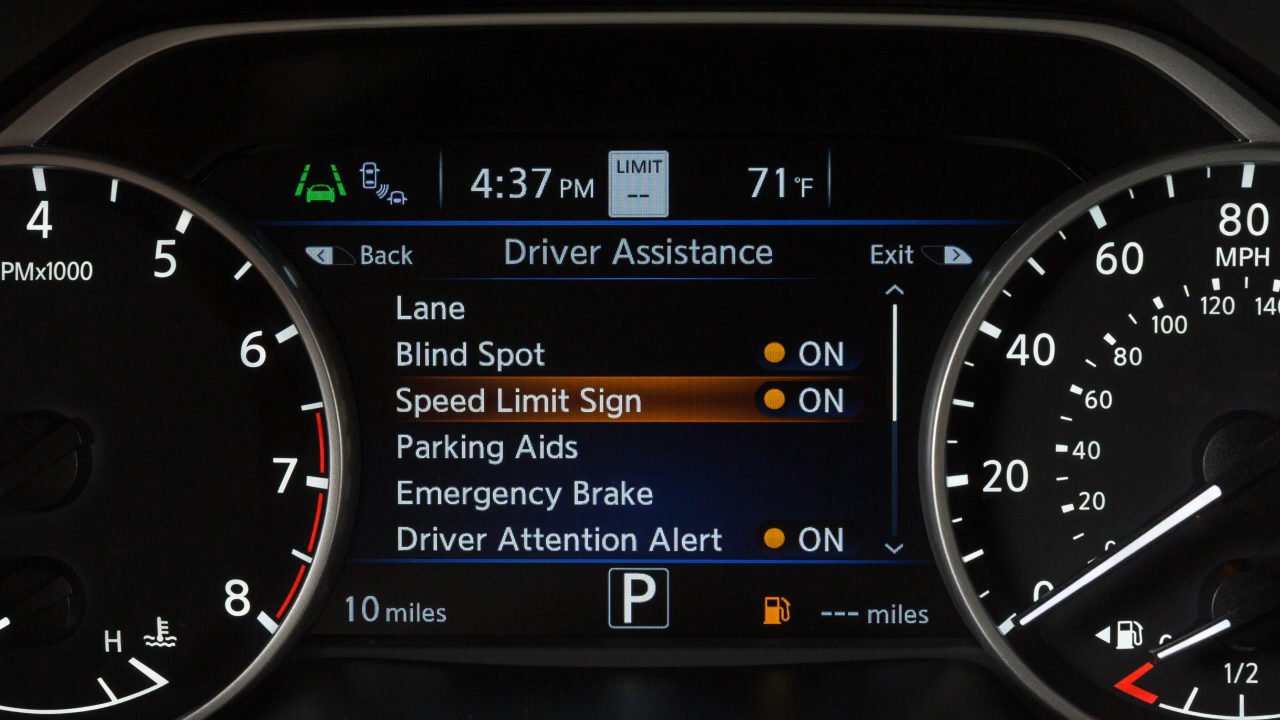 4:37 PM
LIMIT
--
71°F
Back
Driver Assistance
Exit
Lane
Blind Spot ON
Speed Limit Sign ON
Parking Aids
Emergency Brake
Driver Attention Alert ON
10 miles
P
--- miles
4
5
6
7
8
PMx1000
H
80
MPH
60
40
20
0
120
100
80
60
40
20
1/2